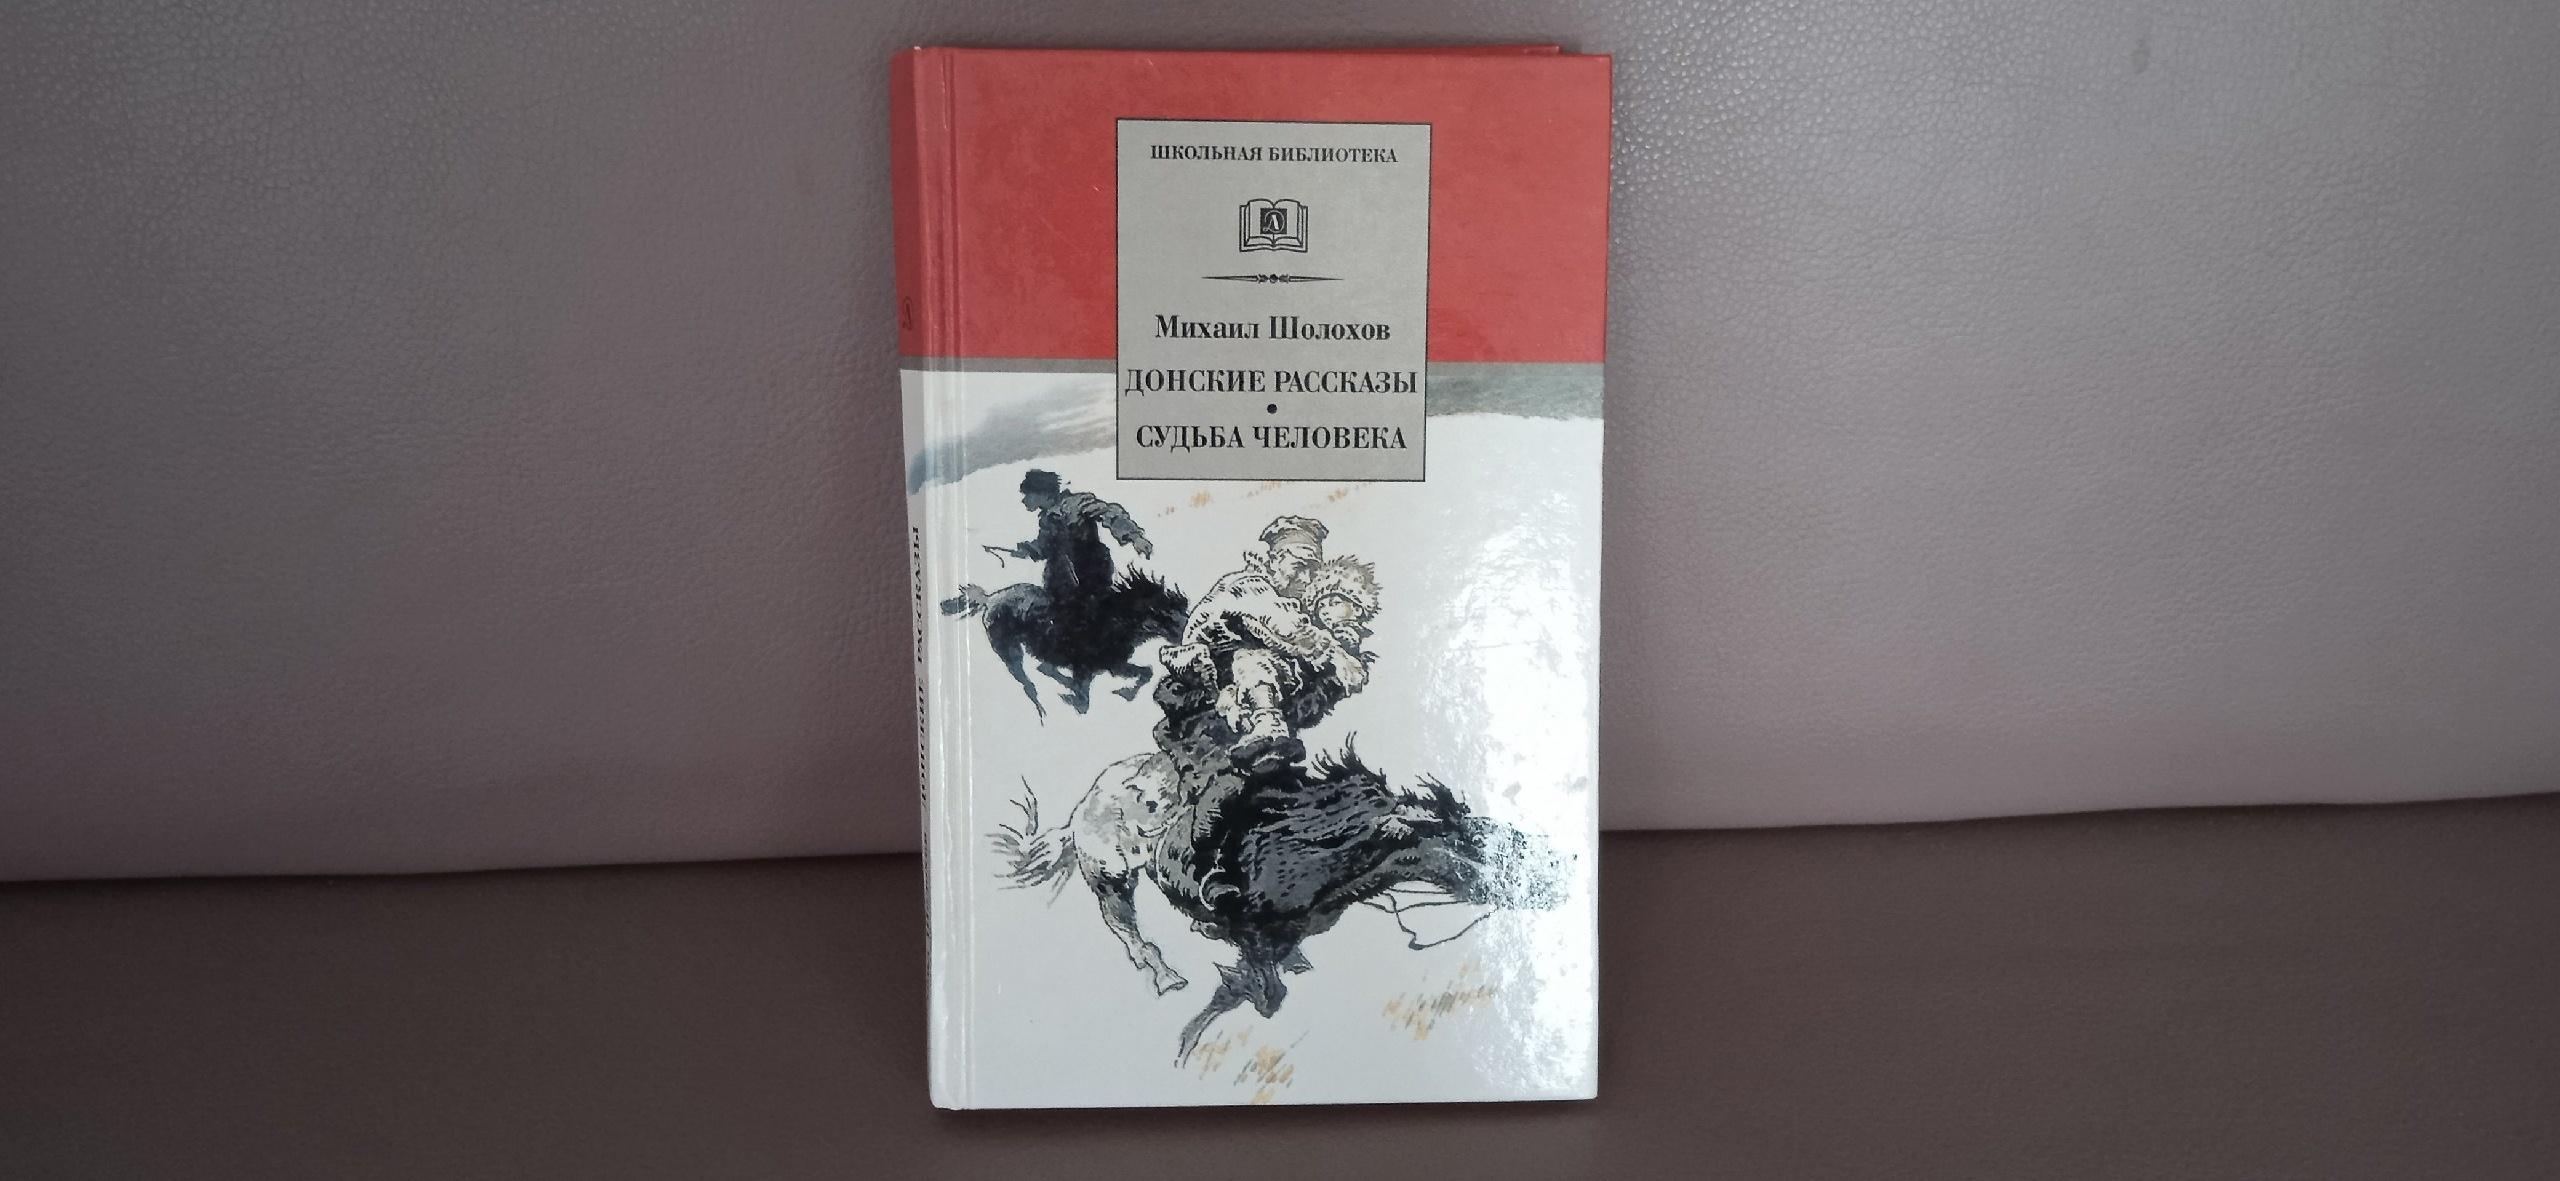 ШКОЛЬНАЯ БИБЛИОТЕКА
Михаил Шолохов
ДОНСКИЕ РАССКАЗЫ
•
СУДЬБА ЧЕЛОВЕКА